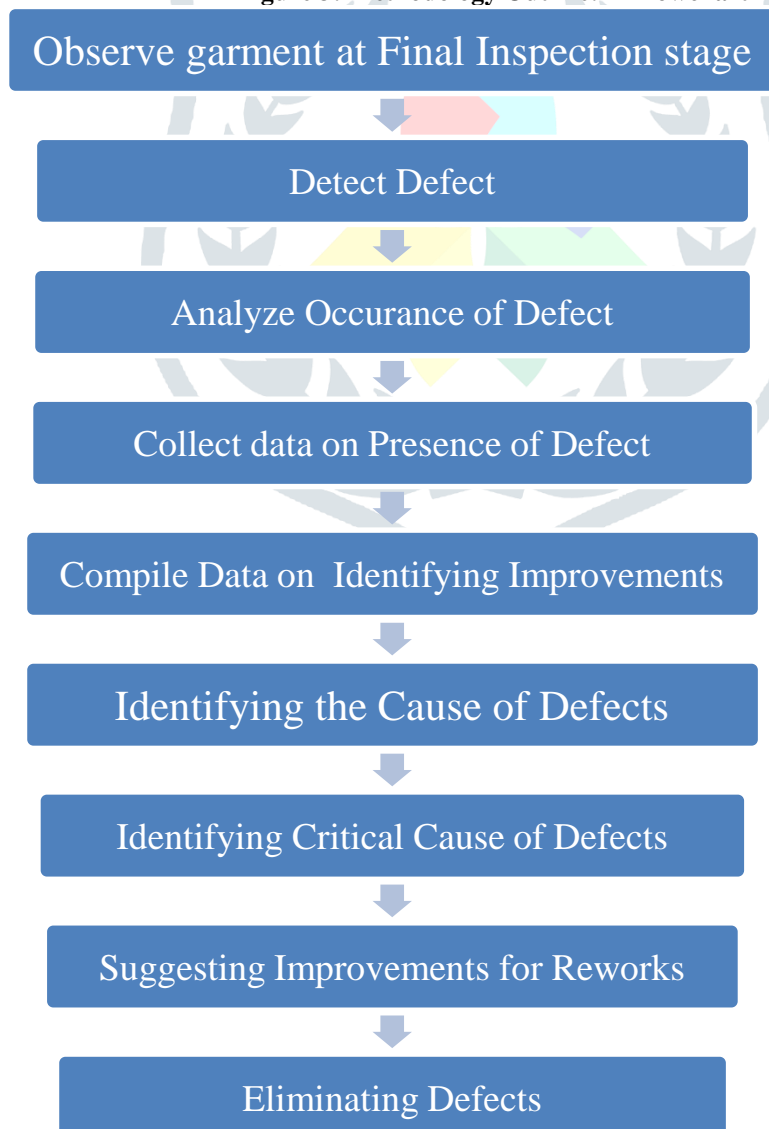 Observe garment at Final Inspection stage
Detect Defect
Analyze Occurance of Defect
Collect data on Presence of Defect
Compile Data on Identifying Improvements
Identifying the Cause of Defects
Identifying Critical Cause of Defects
Suggesting Improvements for Reworks
Eliminating Defects